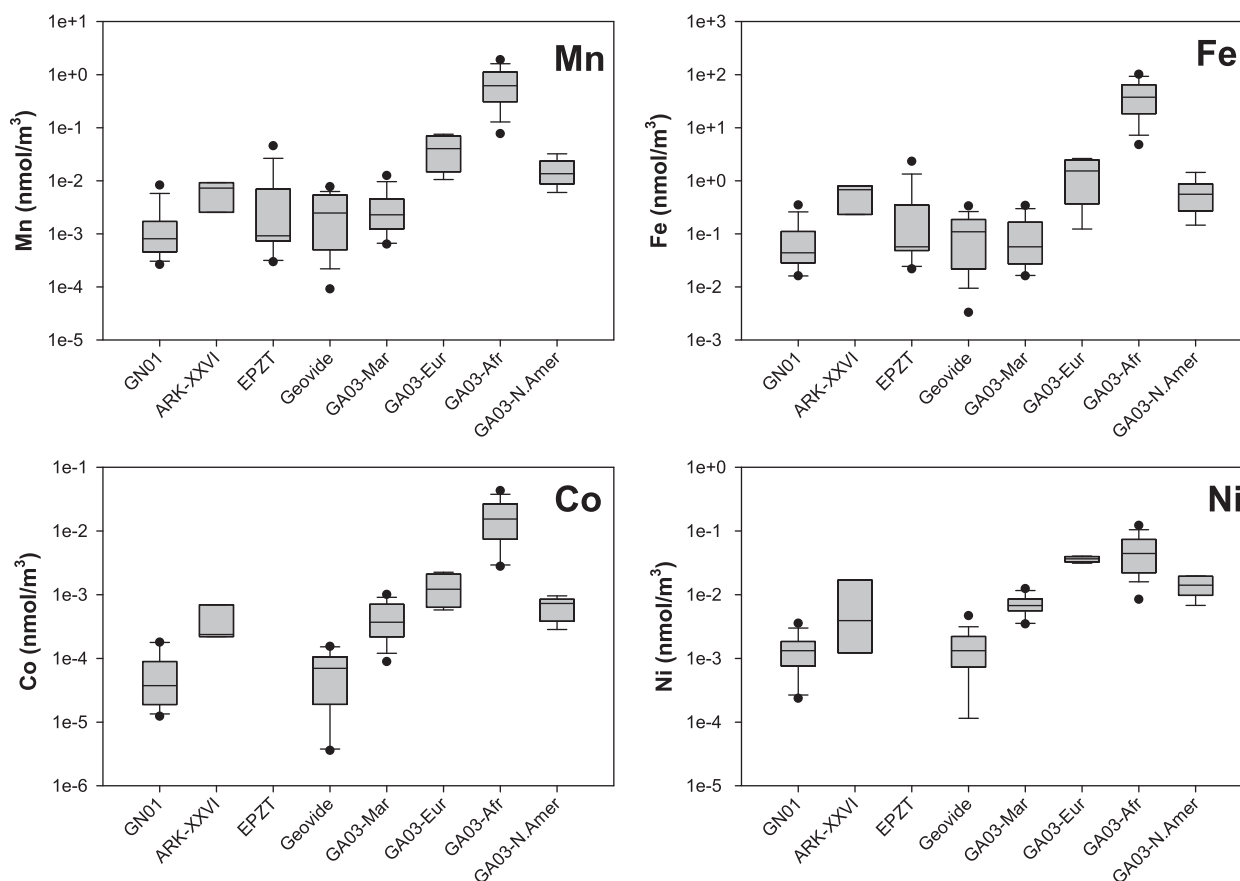 1e+1
1e+0
1e-1
1e-2
1e-3
1e-4
1e-5
Mn (nmol/m3)
Mn
GN01
ARK-XXVI
EPZT
Geovide
GA03-Mar
GA03-Eur
GA03-Afr
GA03-N.Amer
1e+3
1e+2
1e+1
1e+0
1e-1
1e-2
1e-3
Fe (nmol/m3)
Fe
GN01
ARK-XXVI
EPZT
Geovide
GA03-Mar
GA03-Eur
GA03-Afr
GA03-N.Amer
1e-1
1e-2
1e-3
1e-4
1e-5
1e-6
Co (nmol/m3)
Co
GN01
ARK-XXVI
EPZT
Geovide
GA03-Mar
GA03-Eur
GA03-Afr
GA03-N.Amer
1e+0
1e-1
1e-2
1e-3
1e-4
1e-5
Ni (nmol/m3)
Ni
GN01
ARK-XXVI
EPZT
Geovide
GA03-Mar
GA03-Eur
GA03-Afr
GA03-N.Amer